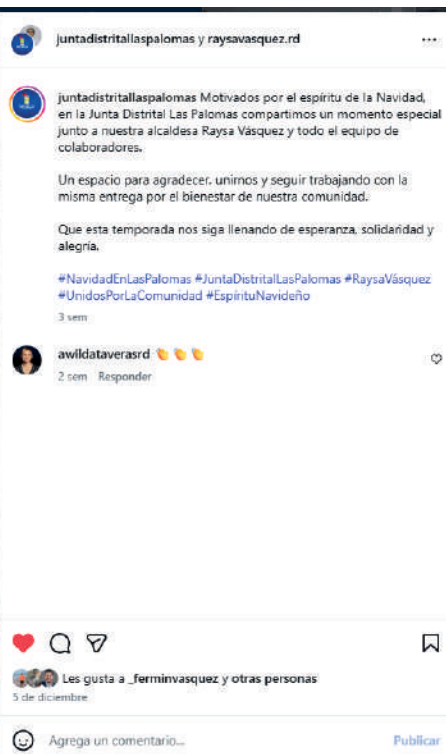 juntadistritallaspalomas y raysavasquez.rd
juntadistritallaspalomas Motivados por el espíritu de la Navidad,
en la Junta Distrital Las Palomas compartimos un momento especial
junto a nuestra alcaldesa Raysa Vásquez y todo el equipo de
colaboradores.
Un espacio para agradecer, unirnos y seguir trabajando con la
misma entrega por el bienestar de nuestra comunidad.
Que esta temporada nos siga llenando de esperanza, solidaridad y
alegría.
#NavidadEnLasPalomas #JuntaDistritalLasPalomas #RaysaVásquez
#UnidosPorLaComunidad #EspírituNavideño
3 sem
awildataverasrd 👏 👏 👏
2 sem Responder
Les gusta a _ferminvasquez y otras personas
5 de diciembre
Agrega un comentario...
Publicar